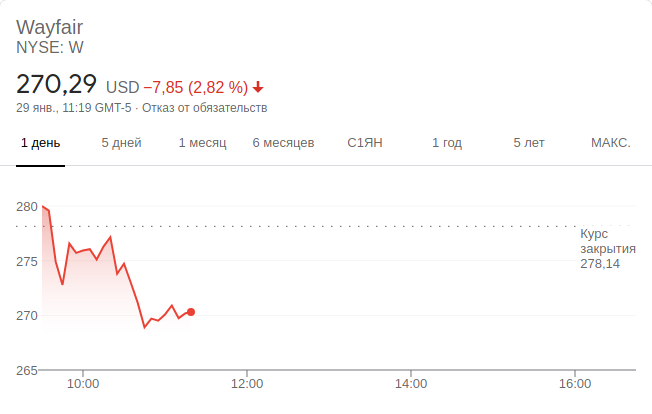 Wayfair
NYSE: W
270,29 USD −7,85 (2,82 %)
29 янв., 11:19 GMT-5 · Отказ от обязательств
1 день 5 дней 1 месяц 6 месяцев С1ЯН 1 год 5 лет МАКС.
280
Курс
закрытия
278,14
275
270
265
10:00 12:00 14:00 16:00